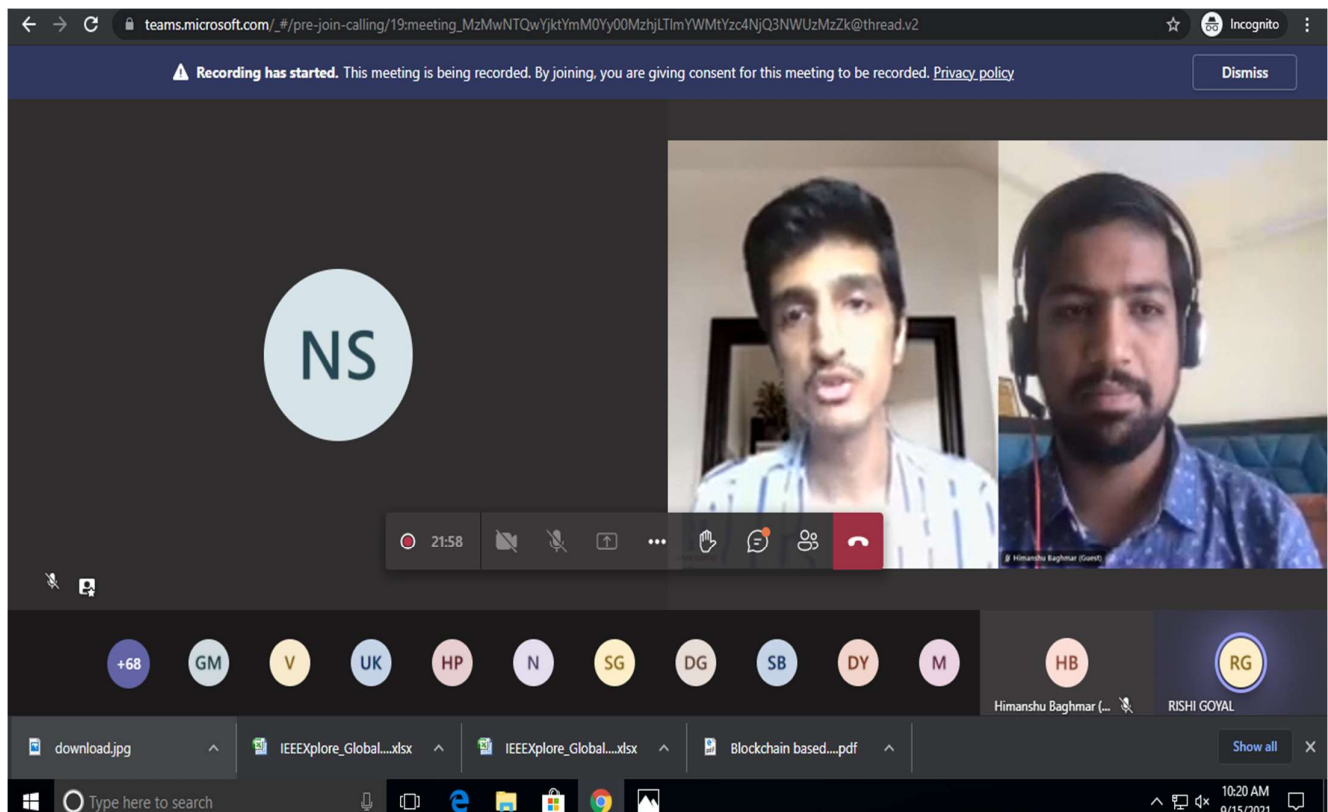 teams.microsoft.com/_#/pre-join-calling/19:meeting_MzMwNTQwYjktYmM0Yy00MzhjLTlmYWMtYzc4NjQ3NWUzMzZk@thread.v2
Incognito
Recording has started. This meeting is being recorded. By joining, you are giving consent for this meeting to be recorded. Privacy policy
Dismiss
NS
21:58
Himanshu Baghmar (Guest)
+68 GM V UK HP N SG DG SB DY M HB RG
Himanshu Baghmar (... RISHI GOYAL
download.jpg IEEEXplore_Global....xlsx IEEEXplore_Global....xlsx Blockchain based....pdf Show all
Type here to search
10:20 AM
9/15/2021